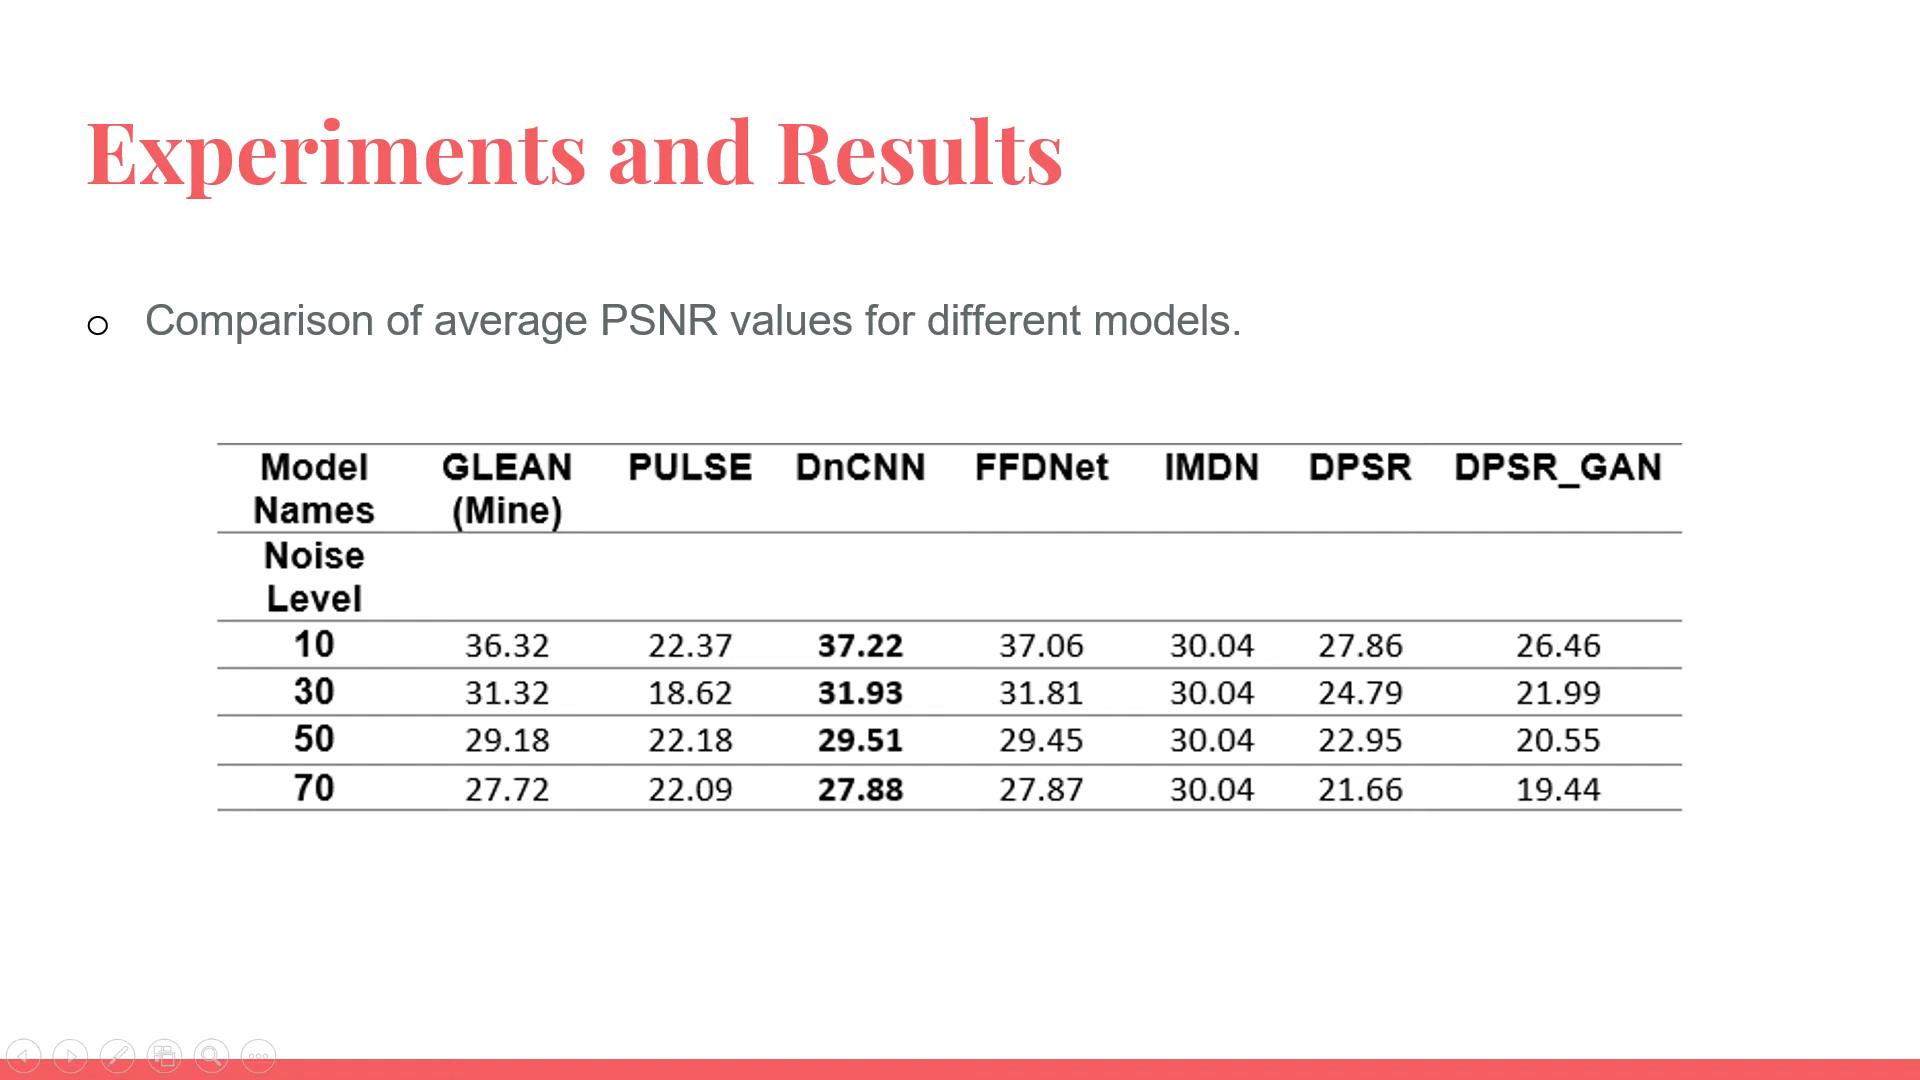 Experiments and Results
Comparison of average PSNR values for different models.
Model Names GLEAN (Mine) PULSE DnCNN FFDNet IMDN DPSR DPSR_GAN
Noise Level
10 36.32 22.37 37.22 37.06 30.04 27.86 26.46
30 31.32 18.62 31.93 31.81 30.04 24.79 21.99
50 29.18 22.18 29.51 29.45 30.04 22.95 20.55
70 27.72 22.09 27.88 27.87 30.04 21.66 19.44